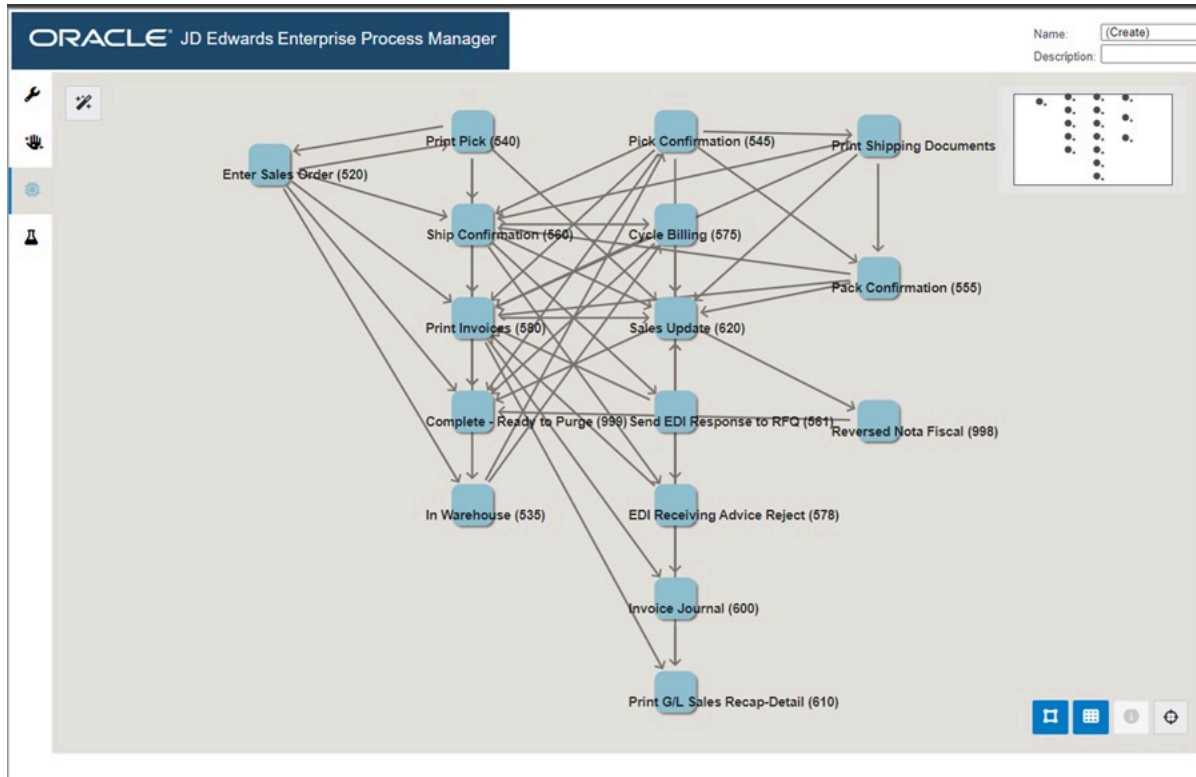 ORACLE® JD Edwards Enterprise Process Manager
Name: (Create)
Description:
Print Pick (540)
Pick Confirmation (545)
Print Shipping Documents
Enter Sales Order (520)
Ship Confirmation (560)
Cycle Billing (575)
Pack Confirmation (555)
Print Invoices (580)
Sales Update (620)
Complete - Ready to Purge (999)
Send EDI Response to RFQ (561)
Reversed Nota Fiscal (998)
In Warehouse (535)
EDI Receiving Advice Reject (578)
Invoice Journal (600)
Print G/L Sales Recap-Detail (610)